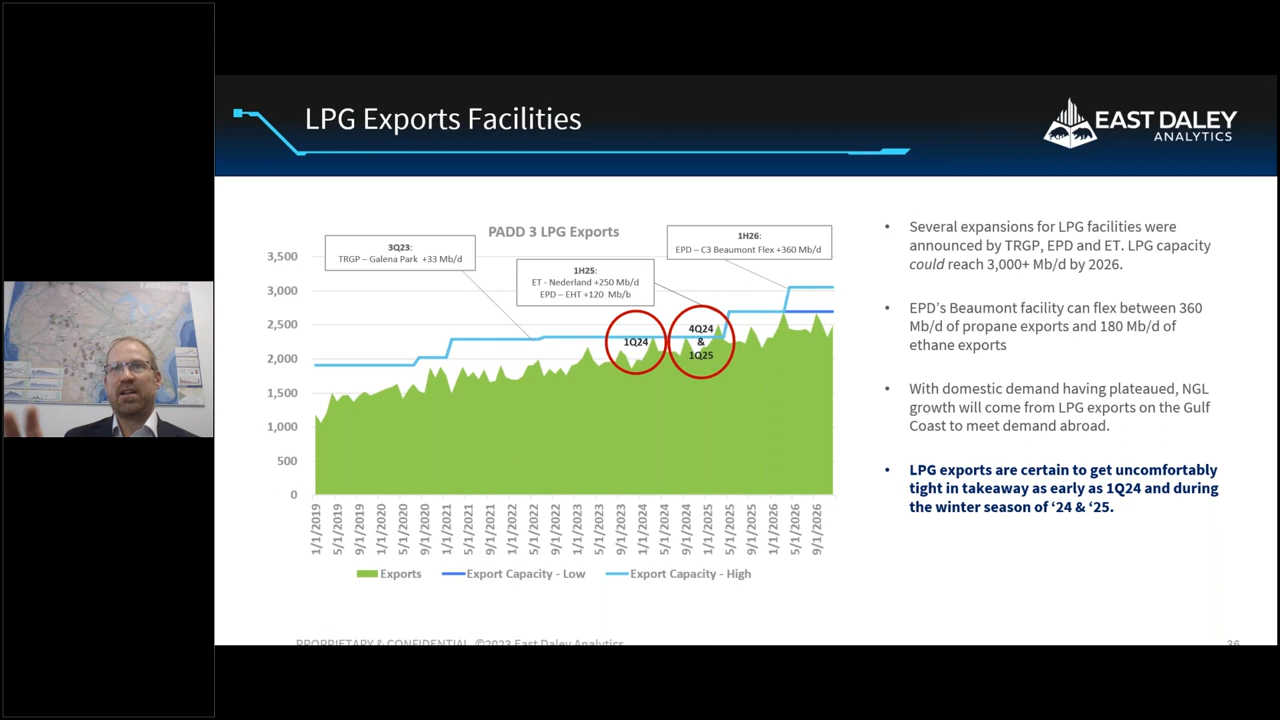 LPG Exports Facilities
EAST DALEY
ANALYTICS
PADD 3 LPG Exports
3Q23:
TRGP – Galena Park +33 Mb/d
1H25:
ET - Nederland +250 Mb/d
EPD – EHT +120 Mb/b
1H26:
EPD – C3 Beaumont Flex +360 Mb/d
3,500
3,000
2,500
2,000
1,500
1,000
500
0
1Q24
4Q24
&
1Q25
1/1/2019
5/1/2019
9/1/2019
1/1/2020
5/1/2020
9/1/2020
1/1/2021
5/1/2021
9/1/2021
1/1/2022
5/1/2022
9/1/2022
1/1/2023
5/1/2023
9/1/2023
1/1/2024
5/1/2024
9/1/2024
1/1/2025
5/1/2025
9/1/2025
1/1/2026
5/1/2026
9/1/2026
Exports
Export Capacity - Low
Export Capacity - High
• Several expansions for LPG facilities were
announced by TRGP, EPD and ET. LPG capacity
could reach 3,000+ Mb/d by 2026.
• EPD's Beaumont facility can flex between 360
Mb/d of propane exports and 180 Mb/d of
ethane exports
• With domestic demand having plateaued, NGL
growth will come from LPG exports on the Gulf
Coast to meet demand abroad.
• LPG exports are certain to get uncomfortably
tight in takeaway as early as 1Q24 and during
the winter season of ‘24 & ‘25.
PROPRIETARY & CONFIDENTIAL ©2023 East Daley Analytics
36